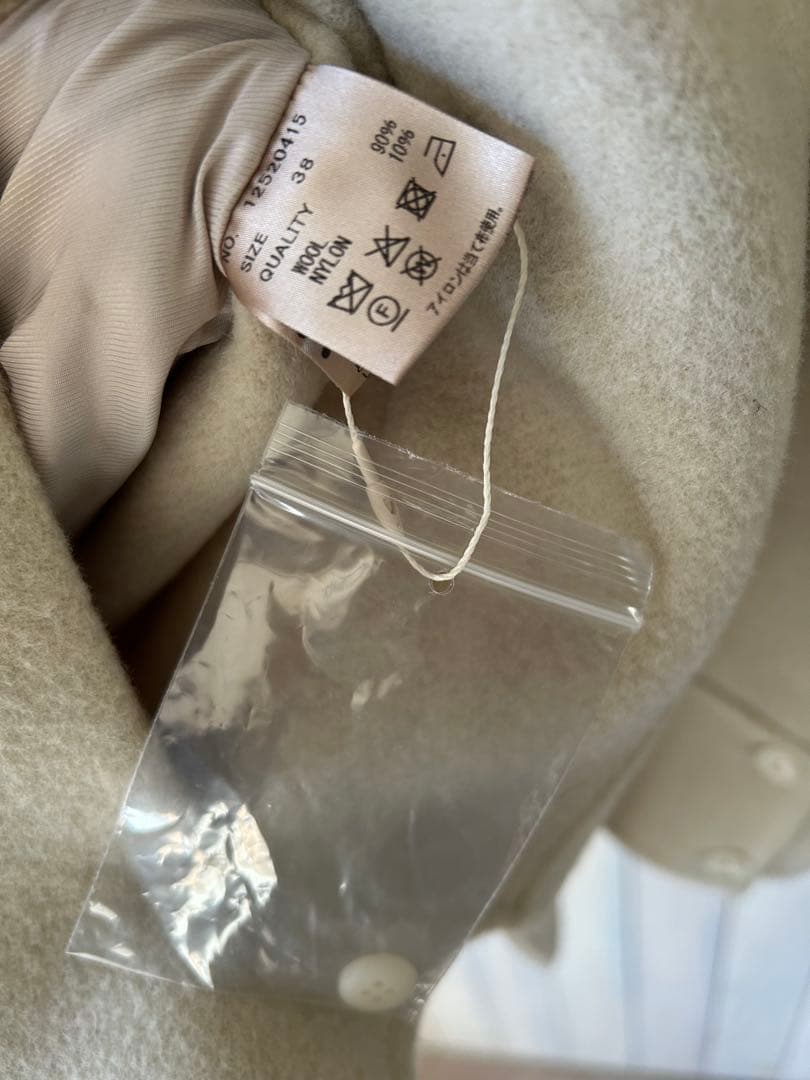 NO. 12520415
SIZE 38
QUALITY
WOOL 90%
NYLON 10%
F
W
アイロンは当て布使用。